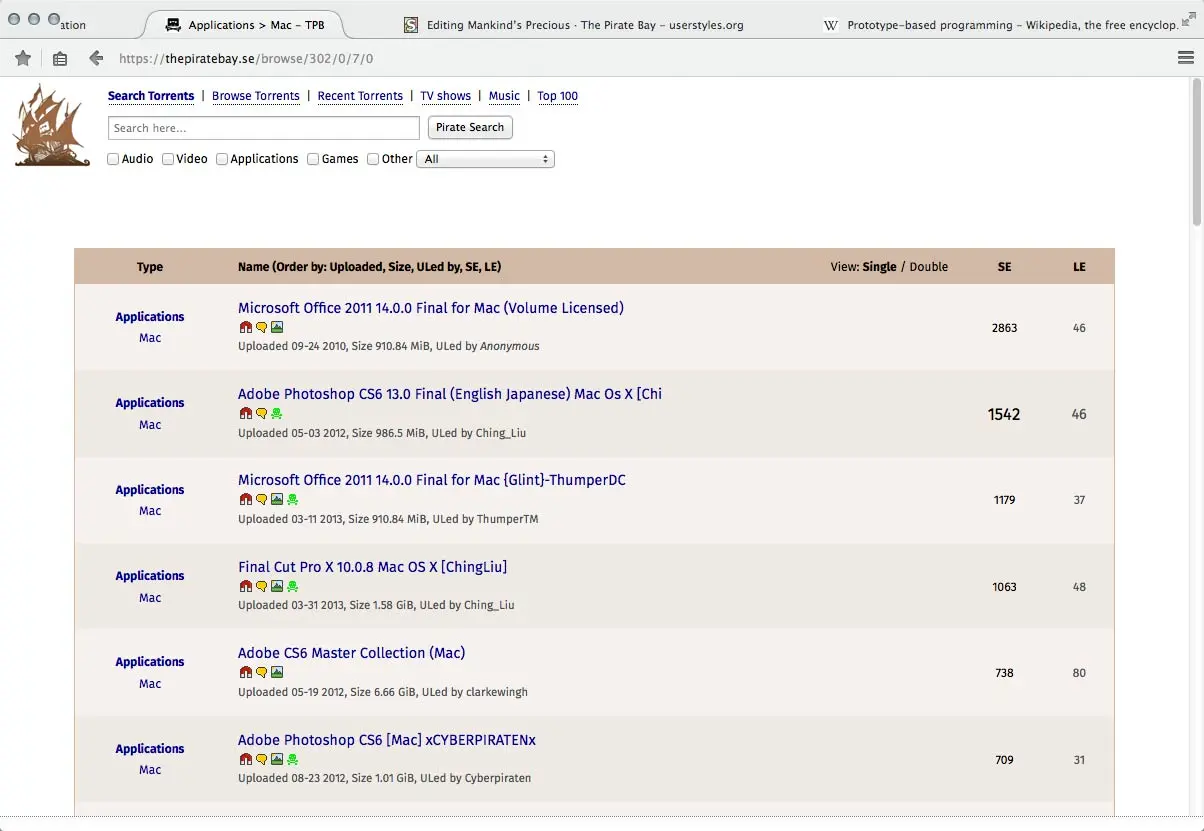 ation
Applications > Mac – TPB
Editing Mankind's Precious · The Pirate Bay – userstyles.org
W Prototype-based programming – Wikipedia, the free encyclop.
https://thepiratebay.se/browse/302/0/7/0
Search Torrents | Browse Torrents | Recent Torrents | TV shows | Music | Top 100
Search here... Pirate Search
Audio Video Applications Games Other All
Type Name (Order by: Uploaded, Size, ULed by, SE, LE) View: Single / Double SE LE
Microsoft Office 2011 14.0.0 Final for Mac (Volume Licensed)
Applications
Mac
Uploaded 09-24 2010, Size 910.84 MiB, ULed by Anonymous
2863 46
Adobe Photoshop CS6 13.0 Final (English Japanese) Mac Os X [Chi
Applications
Mac
Uploaded 05-03 2012, Size 986.5 MiB, ULed by Ching_Liu
1542 46
Microsoft Office 2011 14.0.0 Final for Mac {Glint}-ThumperDC
Applications
Mac
Uploaded 03-11 2013, Size 910.84 MiB, ULed by ThumperTM
1179 37
Final Cut Pro X 10.0.8 Mac OS X [ChingLiu]
Applications
Mac
Uploaded 03-31 2013, Size 1.58 GiB, ULed by Ching_Liu
1063 48
Adobe CS6 Master Collection (Mac)
Applications
Mac
Uploaded 05-19 2012, Size 6.66 GiB, ULed by clarkewingh
738 80
Adobe Photoshop CS6 [Mac] xCYBERPIRATENx
Applications
Mac
Uploaded 08-23 2012, Size 1.01 GiB, ULed by Cyberpiraten
709 31